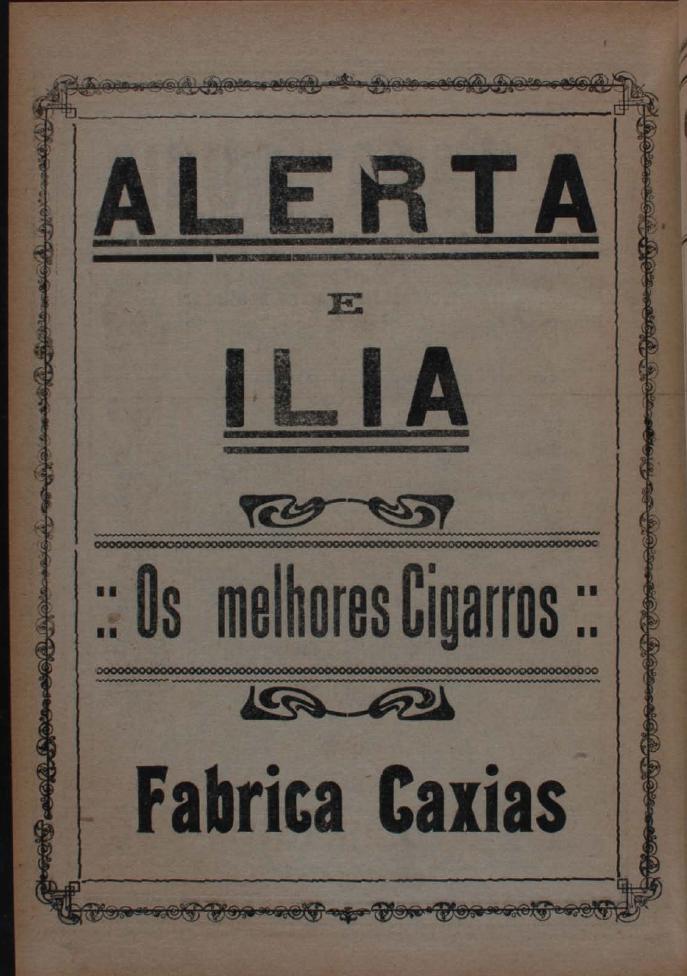 ALERTA
E
ILIA
:: Os melhores Cigarros ::
Fabrica Caxias